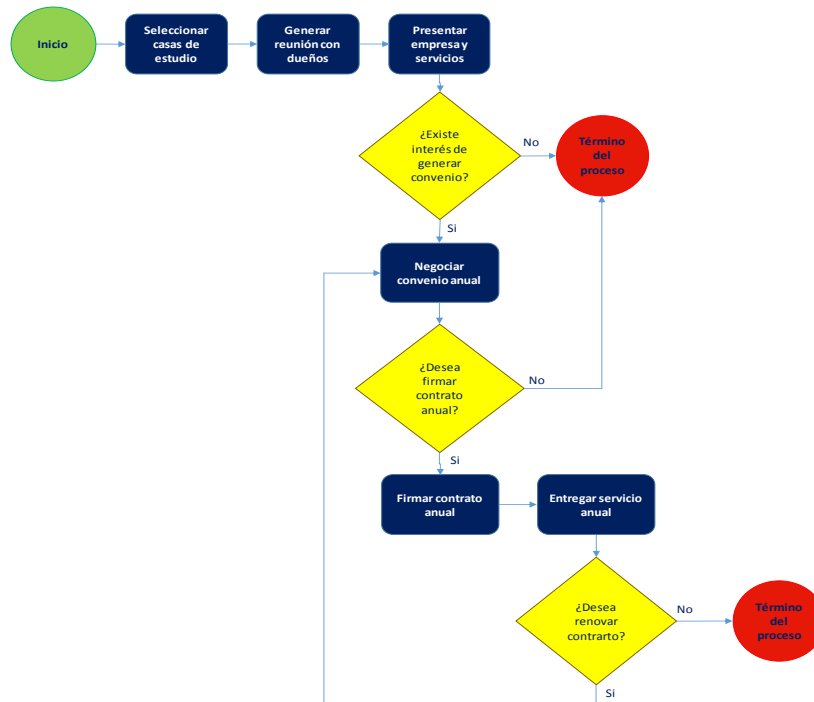 Inicio
Seleccionar
casas de
estudio
Generar
reunión con
dueños
Presentar
empresa y
servicios
¿Existe
interés de
generar
convenio?
No
Término
del
proceso
Si
Negociar
convenio anual
¿Desea
firmar
contrato
anual?
No
Si
Firmar contrato
anual
Entregar servicio
anual
¿Desea
renovar
contrarto?
No
Término
del
proceso
Si